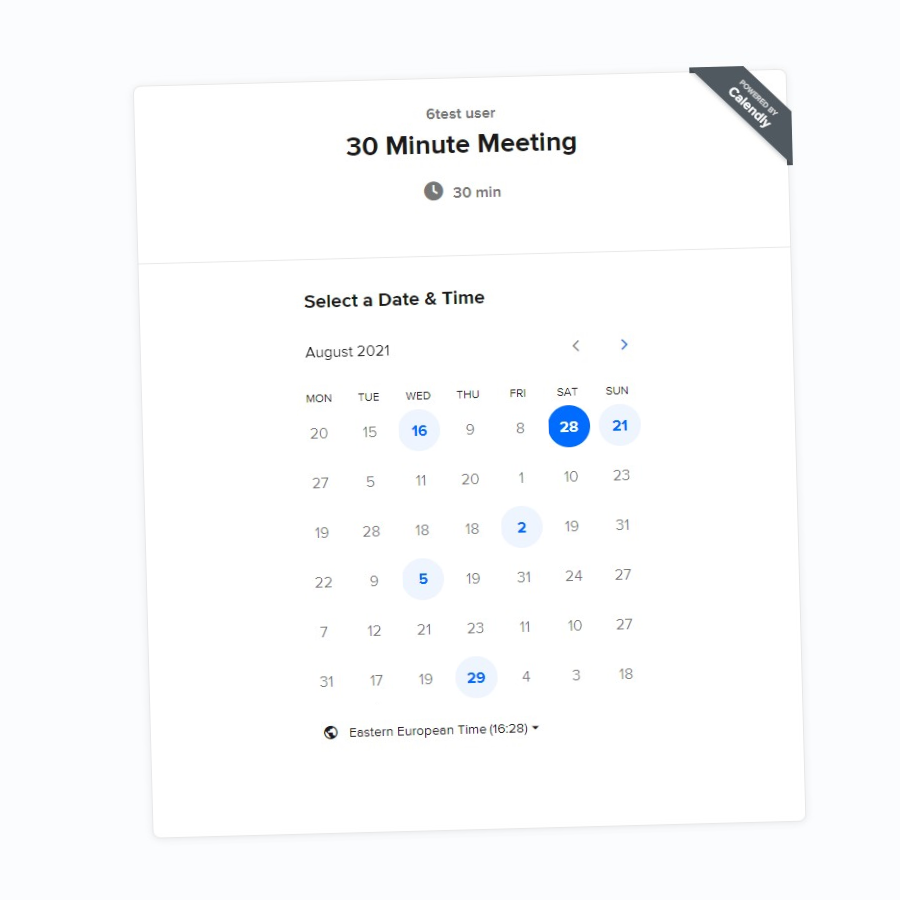 POWERED BY
Calendly
6test user
30 Minute Meeting
30 min
Select a Date & Time
August 2021
MON TUE WED THU FRI SAT SUN
20 15 16 9 8 28 21
27 5 11 20 1 10 23
19 28 18 18 2 19 31
22 9 5 19 31 24 27
7 12 21 23 11 10 27
31 17 19 29 4 3 18
Eastern European Time (16:28)